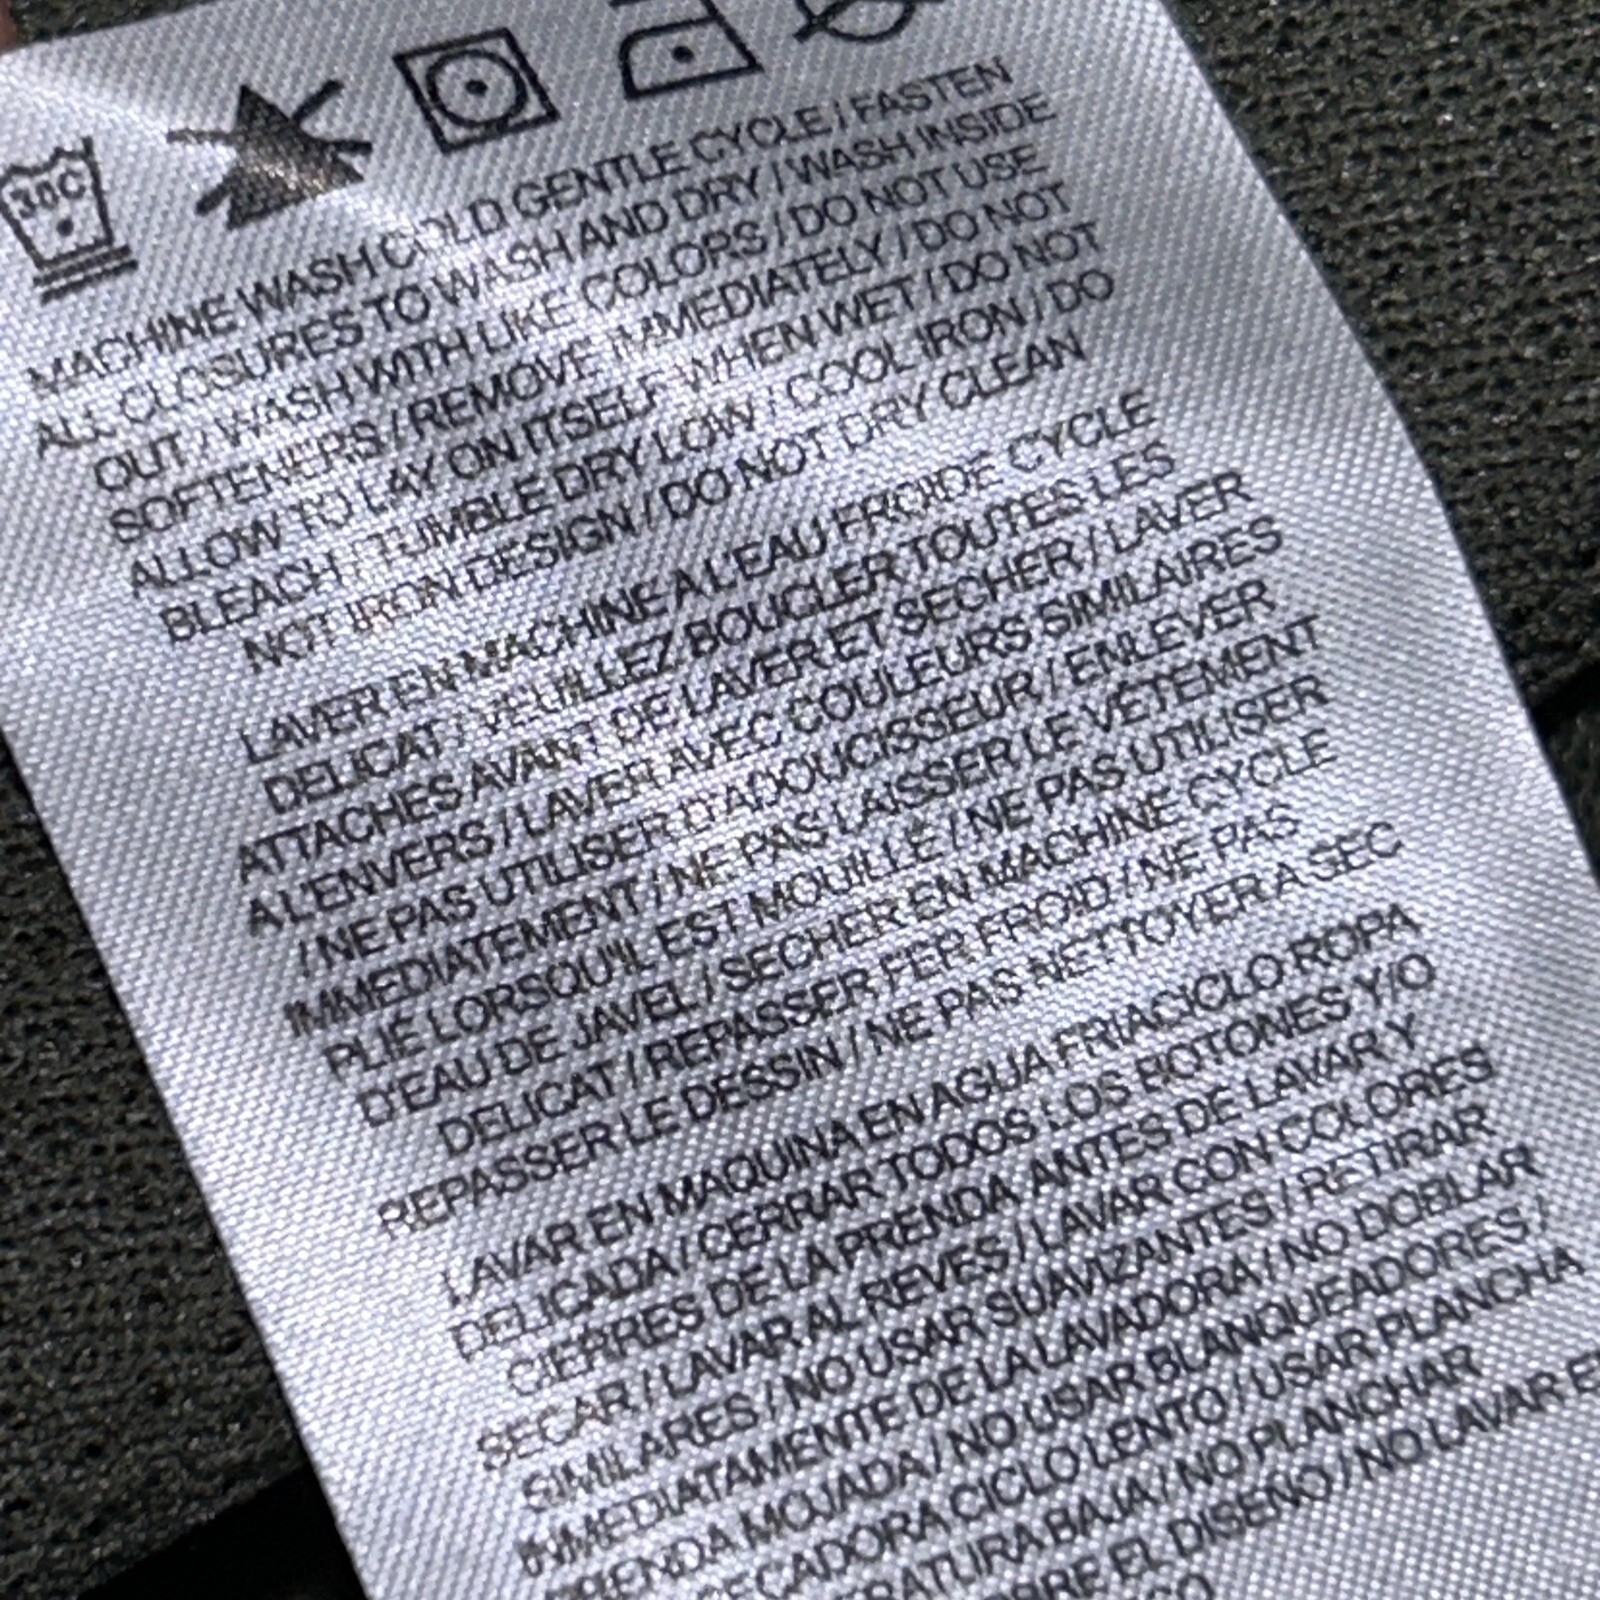 30C
MACHINE WASH COLD GENTLE CYCLE / FASTEN
ALL CLOSURES TO WASH AND DRY / WASH INSIDE
OUT / WASH WITH LIKE COLORS / DO NOT USE
SOFTENERS / REMOVE IMMEDIATELY / DO NOT
ALLOW TO LAY ON ITSELF WHEN WET / DO NOT
BLEACH / TUMBLE DRY LOW / COOL IRON / DO
NOT IRON DESIGN / DO NOT DRY CLEAN
LAVER EN MACHINE A L'EAU FROIDE CYCLE
DELICAT / VEUILLEZ BOUCLER TOUTES LES
ATTACHES AVANT DE LAVER ET SECHER / LAVER
A L'ENVERS / LAVER AVEC COULEURS SIMILAIRES
/ NE PAS UTILISER D'ADOUCISSEUR / ENLEVER
IMMEDIATEMENT / NE PAS LAISSER LE VÊTEMENT
PLIÉ LORSQU'IL EST MOUILLÉ / NE PAS UTILISER
D'EAU DE JAVEL / SECHER EN MACHINE CYCLE
DELICAT / REPASSER FER FROID / NE PAS
REPASSER LE DESSIN / NE PAS NETTOYER A SEC
LAVAR EN MAQUINA EN AGUA FRIA CICLO ROPA
DELICADA / CERRAR TODOS LOS BOTONES Y/O
CIERRES DE LA PRENDA ANTES DE LAVAR Y
SECAR / LAVAR AL REVES / LAVAR CON COLORES
SIMILARES / NO USAR SUAVIZANTES / RETIRAR
IMMEDIATAMENTE DE LA LAVADORA / NO DOBLAR
PRENDA MOJADA / NO USAR BLANQUEADORES /
CICLO LENTO / USAR PLANCHA
BAJA / NO PLANCHAR
EL DISEÑO / NO LAVAR